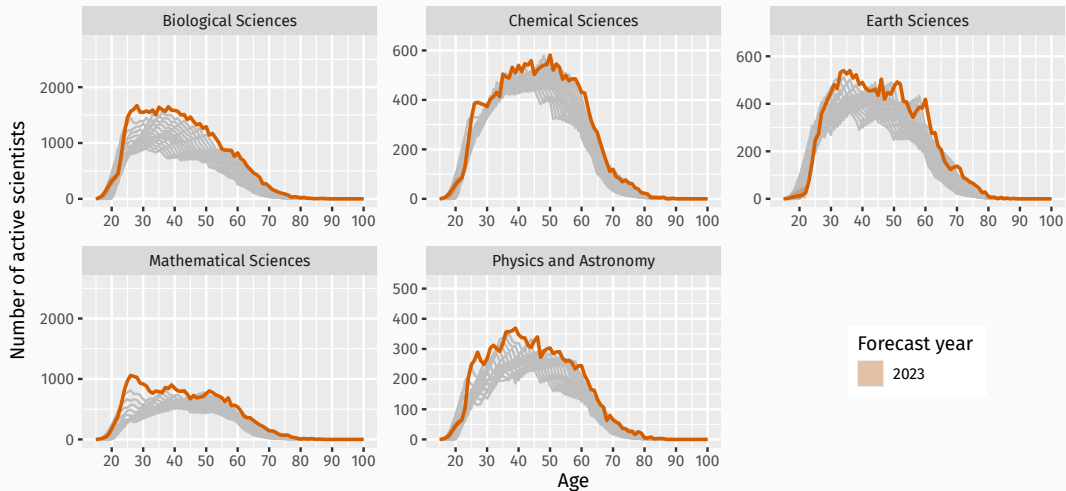 Biological Sciences
Chemical Sciences
Earth Sciences
2000
1000
0
600
400
200
0
600
400
200
0
20 30 40 50 60 70 80 90 100
20 30 40 50 60 70 80 90 100
20 30 40 50 60 70 80 90 100
Mathematical Sciences
Physics and Astronomy
2000
1000
0
500
400
300
200
100
0
20 30 40 50 60 70 80 90 100
20 30 40 50 60 70 80 90 100
Number of active scientists
Age
Forecast year
2023